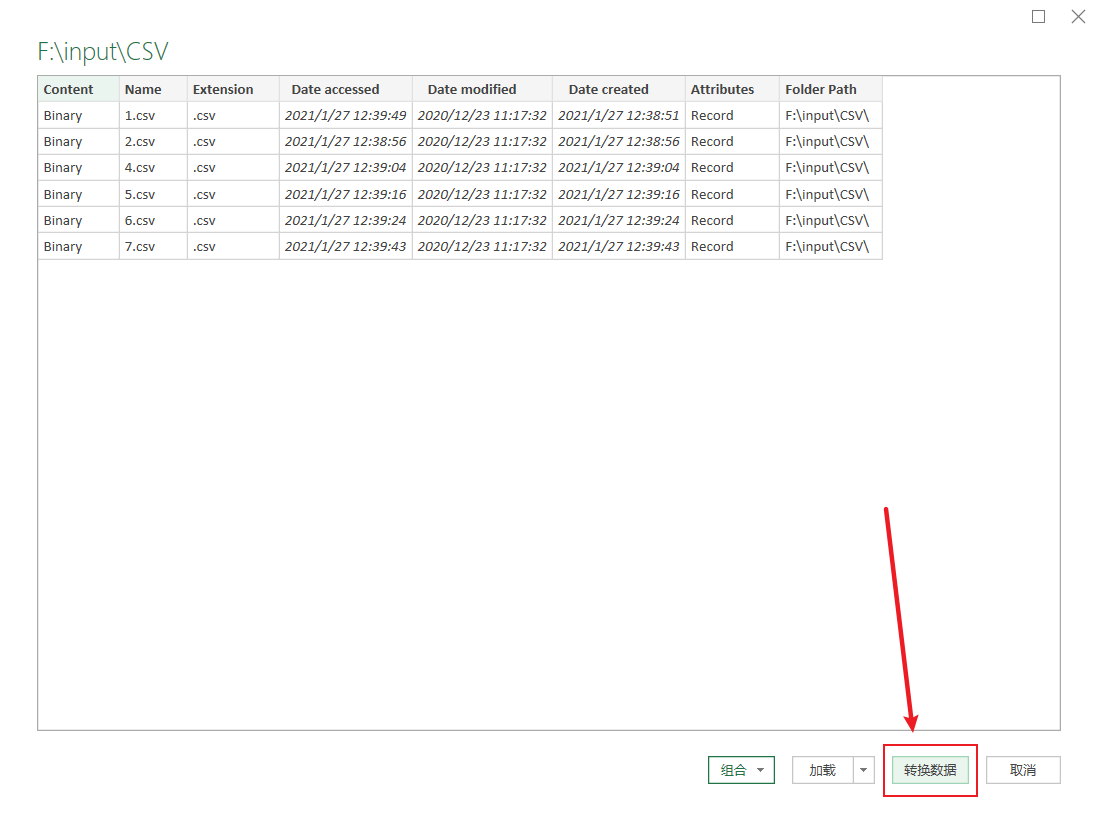 F:\input\CSV
Content Name Extension Date accessed Date modified Date created Attributes Folder Path
Binary 1.csv .csv 2021/1/27 12:39:49 2020/12/23 11:17:32 2021/1/27 12:38:51 Record F:\input\CSV\
Binary 2.csv .csv 2021/1/27 12:38:56 2020/12/23 11:17:32 2021/1/27 12:38:56 Record F:\input\CSV\
Binary 4.csv .csv 2021/1/27 12:39:04 2020/12/23 11:17:32 2021/1/27 12:39:04 Record F:\input\CSV\
Binary 5.csv .csv 2021/1/27 12:39:16 2020/12/23 11:17:32 2021/1/27 12:39:16 Record F:\input\CSV\
Binary 6.csv .csv 2021/1/27 12:39:24 2020/12/23 11:17:32 2021/1/27 12:39:24 Record F:\input\CSV\
Binary 7.csv .csv 2021/1/27 12:39:43 2020/12/23 11:17:32 2021/1/27 12:39:43 Record F:\input\CSV\
组合 加载 转换数据 取消